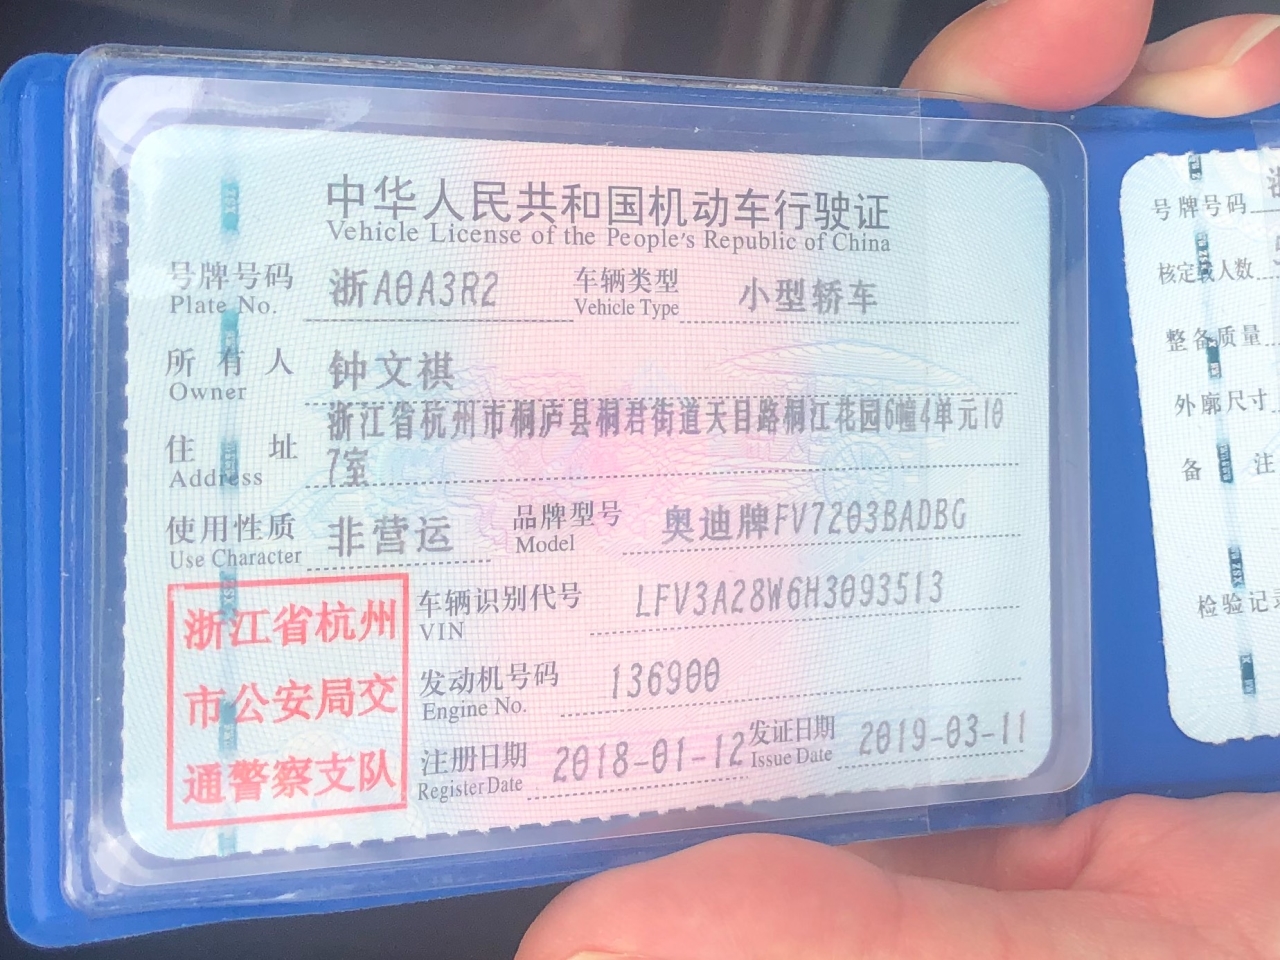 中华人民共和国机动车行驶证
Vehicle License of the People's Republic of China
号牌号码 浙A0A3R2 车辆类型 小型轿车
Plate No. Vehicle Type
所有人 钟文祺
Owner
住址 浙江省杭州市桐庐县桐君街道天目路桐江花园6幢4单元10
Address 7室
使用性质 非营运 品牌型号 奥迪牌FV7203BADBG
Use Character Model
浙江省杭州
市公安局交
通警察支队
车辆识别代号 LFV3A28W6H3093513
VIN
发动机号码 136900
Engine No.
注册日期 2018-01-12 发证日期 2019-03-11
Register Date Issue Date
号牌号码
核定载人数
整备质量
外廓尺寸
备注
检验记录